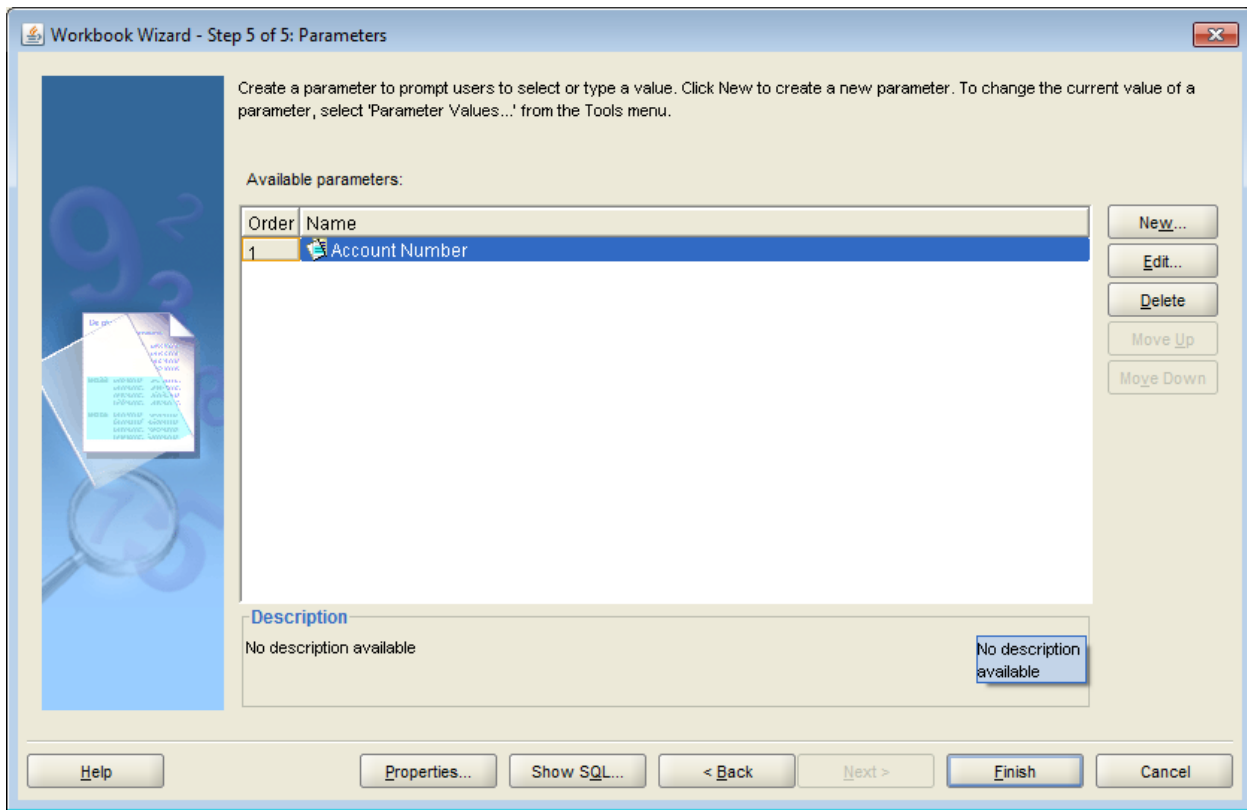 Workbook Wizard - Step 5 of 5: Parameters
Create a parameter to prompt users to select or type a value. Click New to create a new parameter. To change the current value of a
parameter, select 'Parameter Values...' from the Tools menu.
Available parameters:
Order Name
1 Account Number
New...
Edit...
Delete
Move Up
Move Down
Description
No description available
No description
available
Help
Properties...
Show SQL...
< Back
Next >
Finish
Cancel